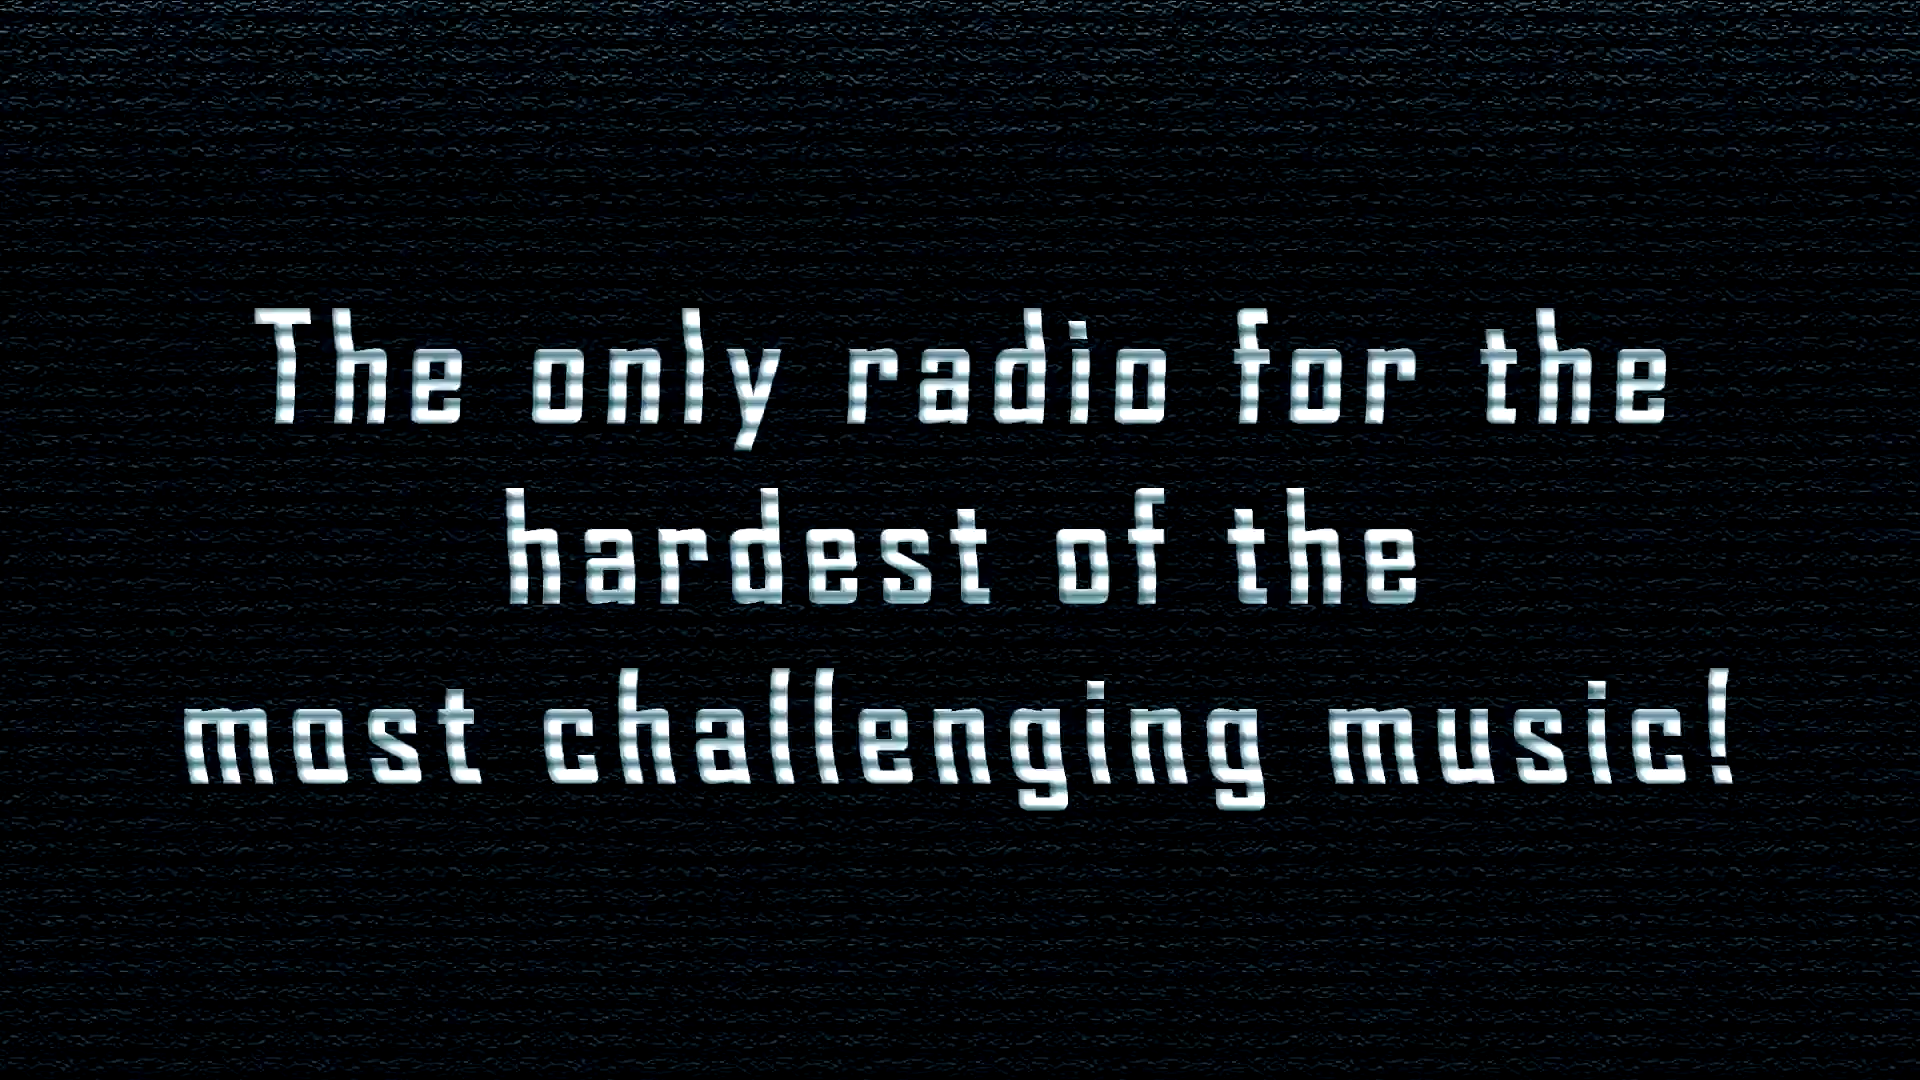 The only radio for the
hardest of the
most challenging music!